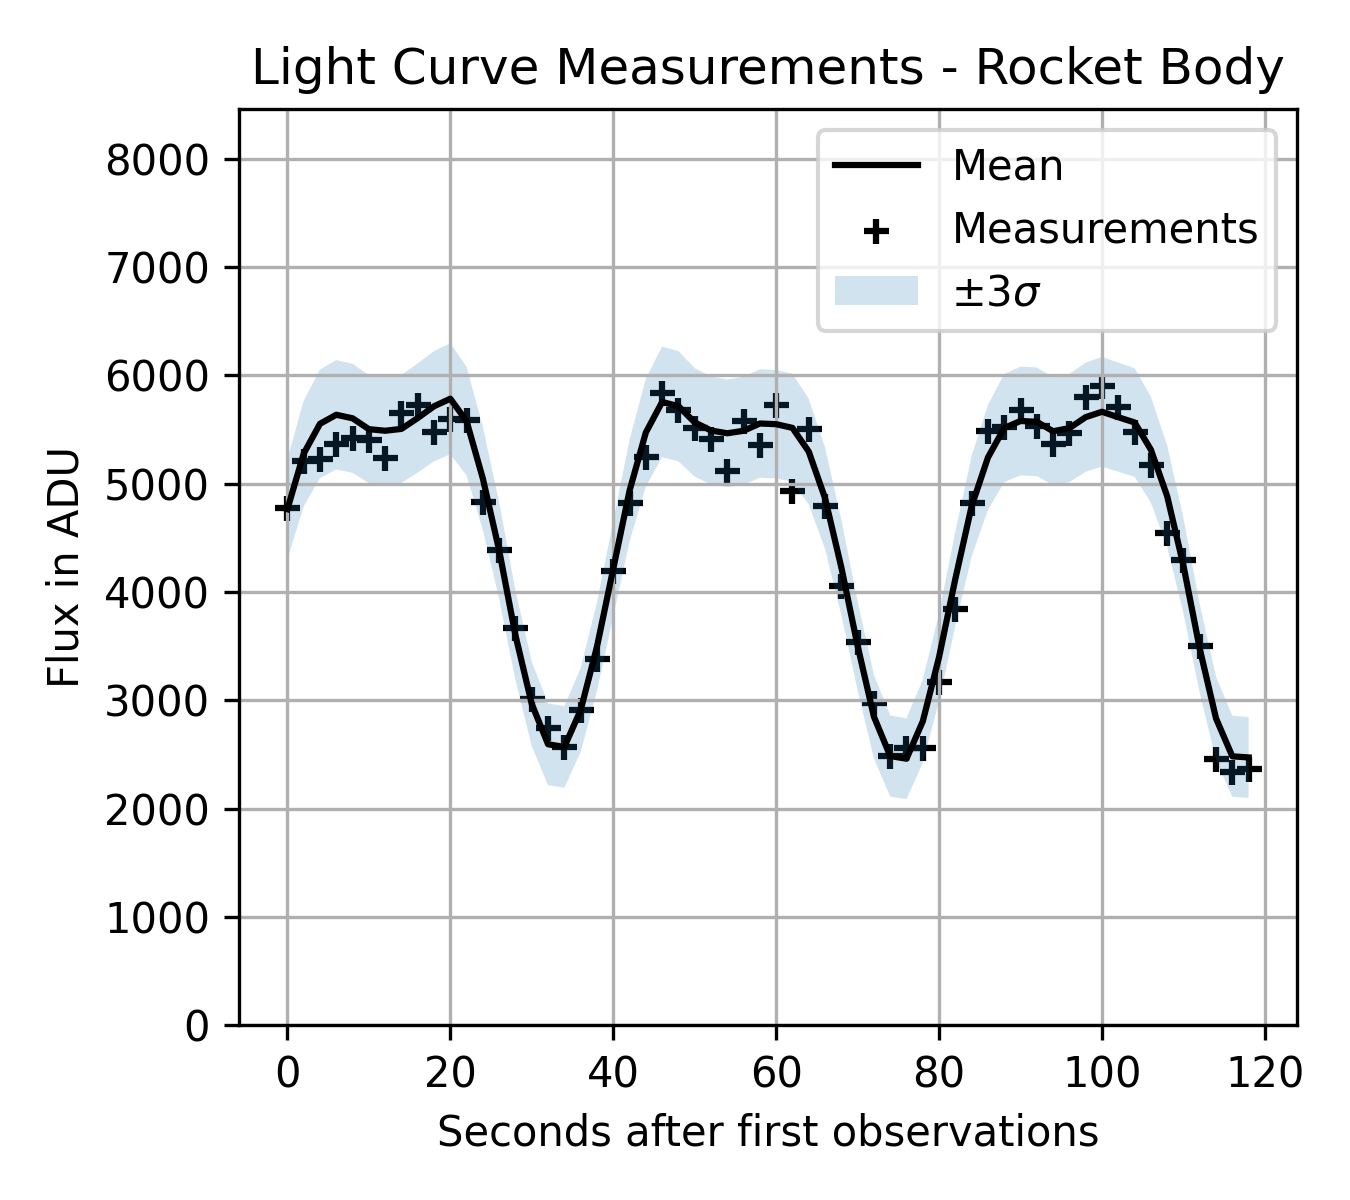 Light Curve Measurements - Rocket Body
Mean
Measurements
±3σ
8000
7000
6000
5000
4000
3000
2000
1000
0
Flux in ADU
0 20 40 60 80 100 120
Seconds after first observations